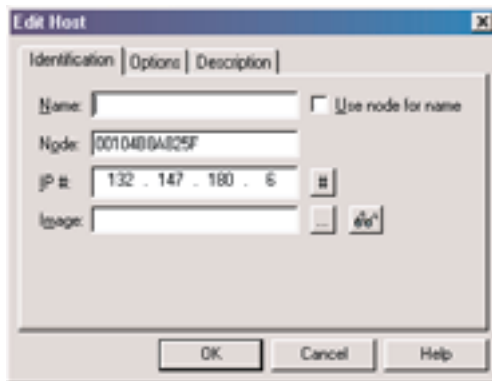 Edit Host
Identification Options Description
Name: Use node for name
Node: 00104B8A825F
IP #: 132 . 147 . 180 . 6 #
Image: ...
OK Cancel Help